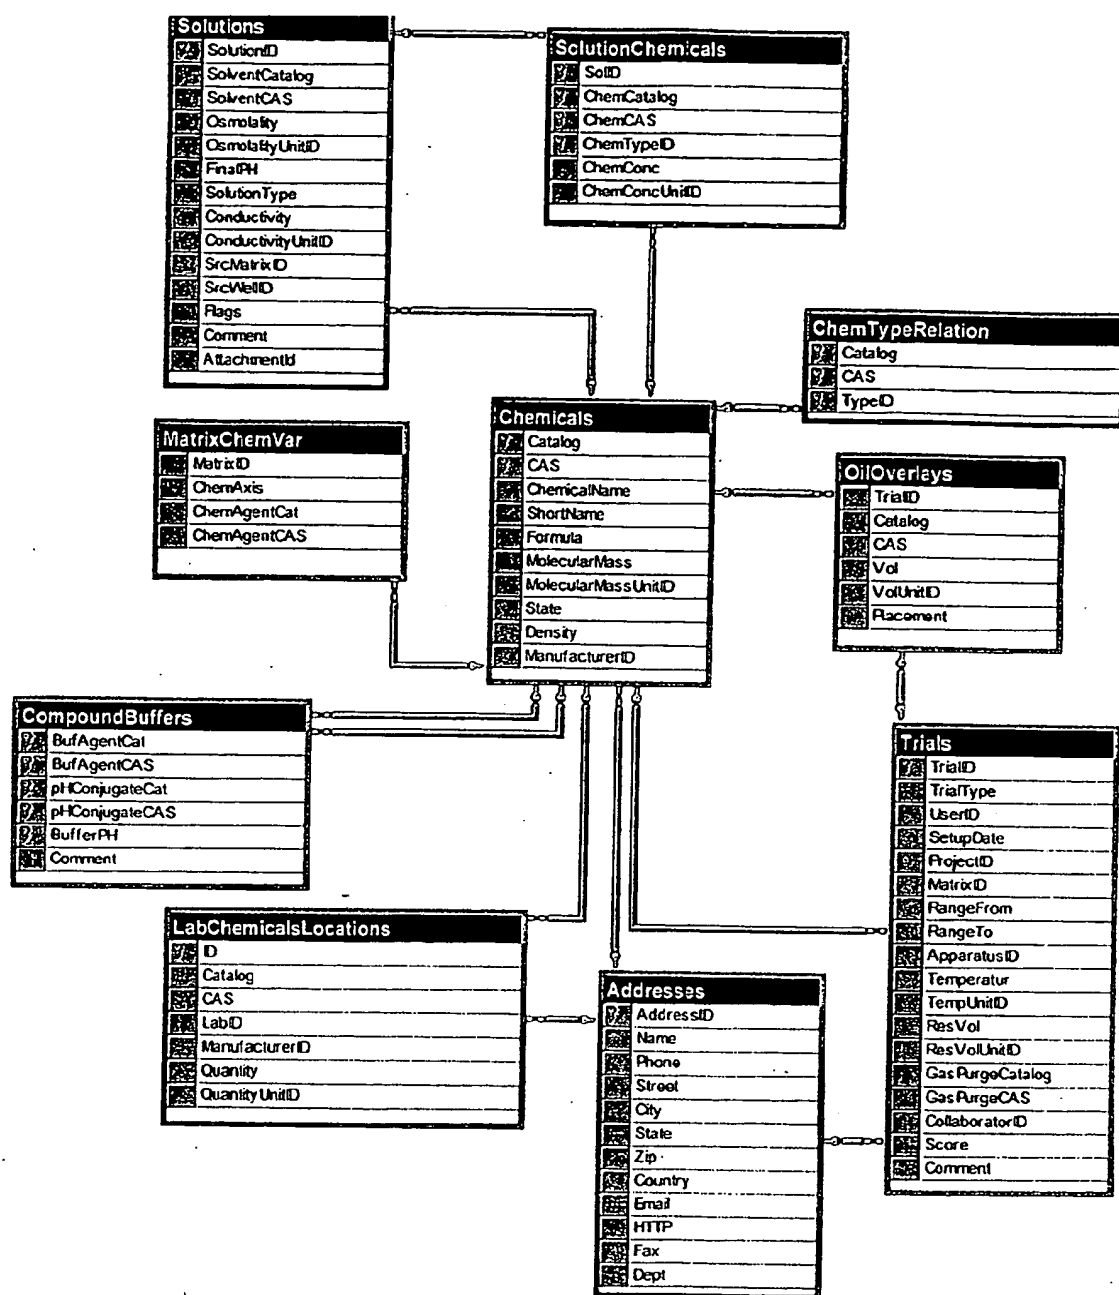 Solutions
SolutionID
SolventCatalog
SolventCAS
Osmolality
OsmolalityUnitID
FinalPH
SolutionType
Conductivity
ConductivityUnitID
SrcMatrixID
SrcWellID
Flags
Comment
AttachmentId
SolutionChemicals
SolID
ChemCatalog
ChemCAS
ChemTypeID
ChemConc
ChemConcUnitID
ChemTypeRelation
Catalog
CAS
TypeID
MatrixChemVar
MatrixID
ChemAxis
ChemAgentCat
ChemAgentCAS
Chemicals
Catalog
CAS
ChemicalName
ShortName
Formula
MolecularMass
MolecularMassUnitID
State
Density
ManufacturerID
OilOverlays
TrialID
Catalog
CAS
Vol
VolUnitID
Placement
CompoundBuffers
BufAgentCat
BufAgentCAS
pHConjugateCat
pHConjugateCAS
BufferPH
Comment
Trials
TrialID
TrialType
UserID
SetupDate
ProjectID
MatrixID
RangeFrom
RangeTo
ApparatusID
Temperatur
TempUnitID
ResVol
ResVolUnitID
GasPurgeCatalog
GasPurgeCAS
CollaboratorID
Score
Comment
LabChemicalsLocations
ID
Catalog
CAS
LabID
ManufacturerID
Quantity
QuantityUnitID
Addresses
AddressID
Name
Phone
Street
City
State
Zip
Country
Email
HTTP
Fax
Dept